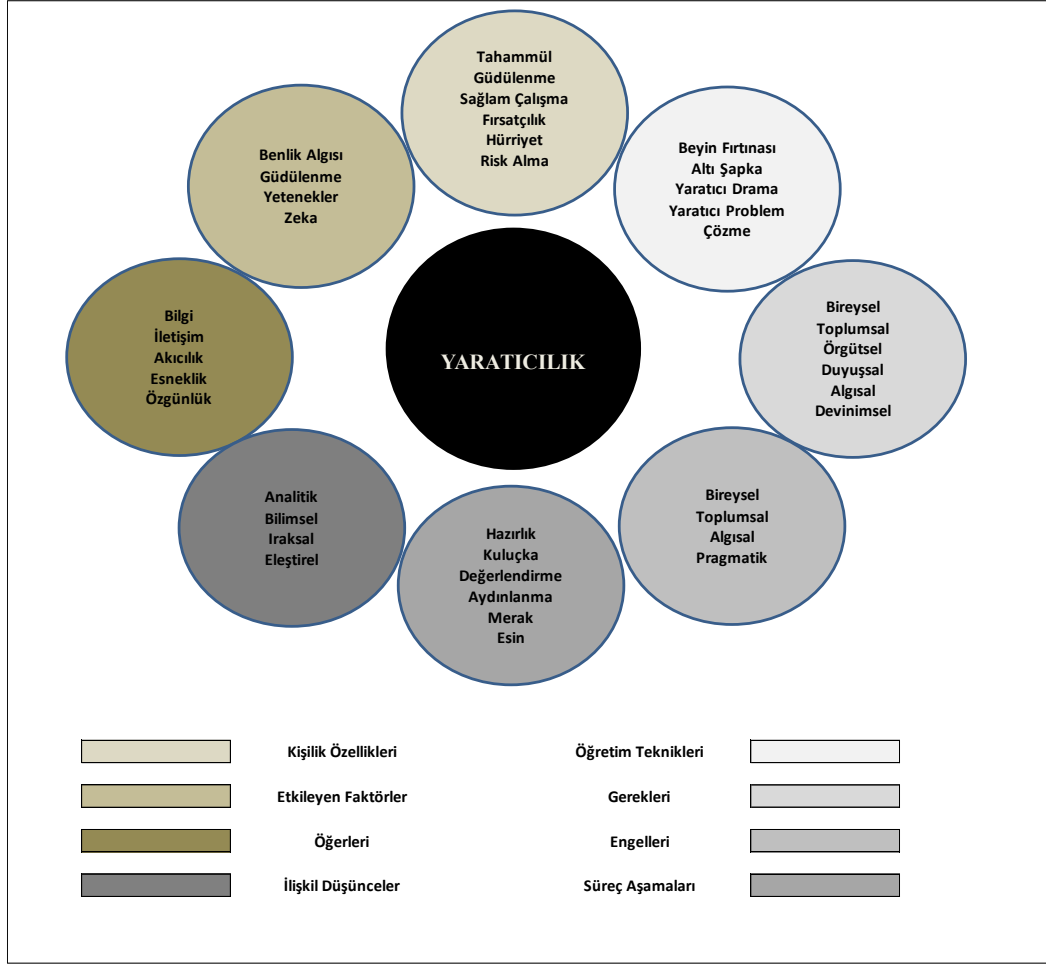 Tahammül
Güdülenme
Sağlam Çalışma
Fırsatçılık
Hürriyet
Risk Alma
Benlik Algısı
Güdülenme
Yetenekler
Zeka
Beyin Fırtınası
Altı Şapka
Yaratıcı Drama
Yaratıcı Problem
Çözme
Bilgi
İletişim
Akıcılık
Esneklik
Özgünlük
YARATICILIK
Bireysel
Toplumsal
Örgütsel
Duyuşsal
Algısal
Devinimsel
Analitik
Bilimsel
Iraksal
Eleştirel
Hazırlık
Kuluçka
Değerlendirme
Aydınlanma
Merak
Esin
Bireysel
Toplumsal
Algısal
Pragmatik
Kişilik Özellikleri
Öğretim Teknikleri
Etkileyen Faktörler
Gerekleri
Öğerleri
Engelleri
İlişkil Düşünceler
Süreç Aşamaları